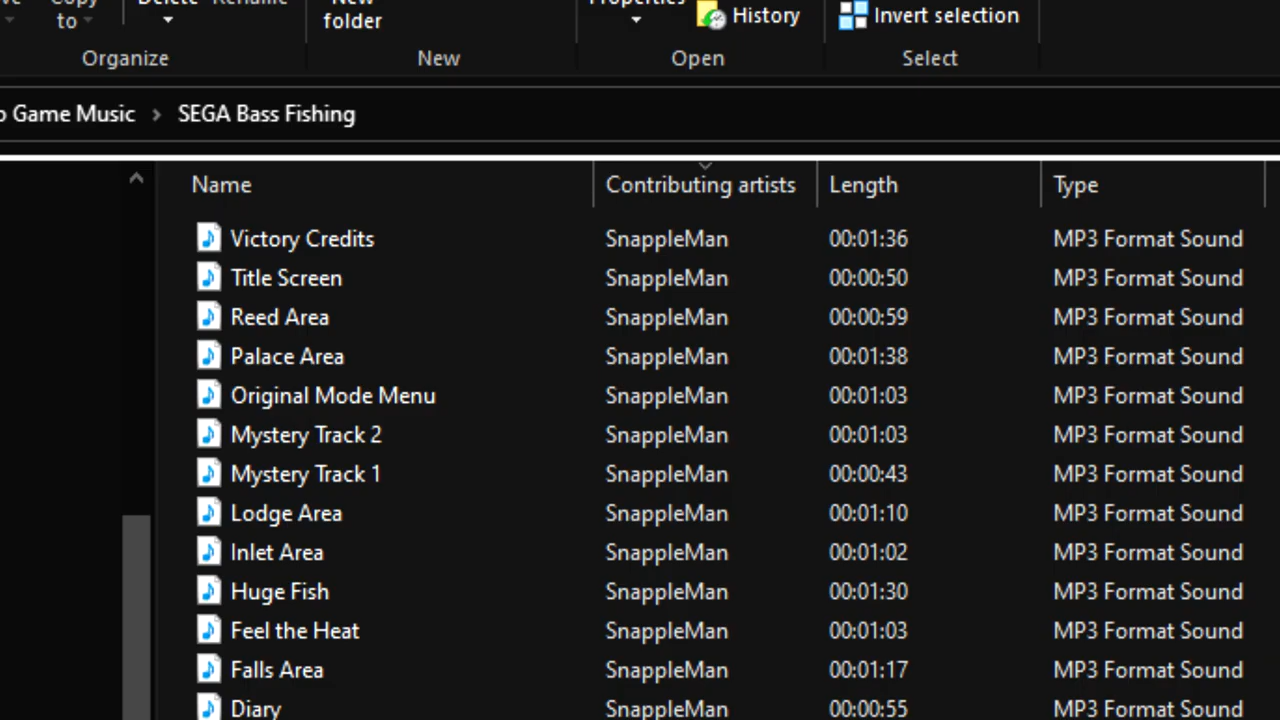 Copy Delete Rename New Properties
to folder History Invert selection
Organize New Open Select
Game Music > SEGA Bass Fishing
Name Contributing artists Length Type
Victory Credits SnappleMan 00:01:36 MP3 Format Sound
Title Screen SnappleMan 00:00:50 MP3 Format Sound
Reed Area SnappleMan 00:00:59 MP3 Format Sound
Palace Area SnappleMan 00:01:38 MP3 Format Sound
Original Mode Menu SnappleMan 00:01:03 MP3 Format Sound
Mystery Track 2 SnappleMan 00:01:03 MP3 Format Sound
Mystery Track 1 SnappleMan 00:00:43 MP3 Format Sound
Lodge Area SnappleMan 00:01:10 MP3 Format Sound
Inlet Area SnappleMan 00:01:02 MP3 Format Sound
Huge Fish SnappleMan 00:01:30 MP3 Format Sound
Feel the Heat SnappleMan 00:01:03 MP3 Format Sound
Falls Area SnappleMan 00:01:17 MP3 Format Sound
Diary SnappleMan 00:00:55 MP3 Format Sound